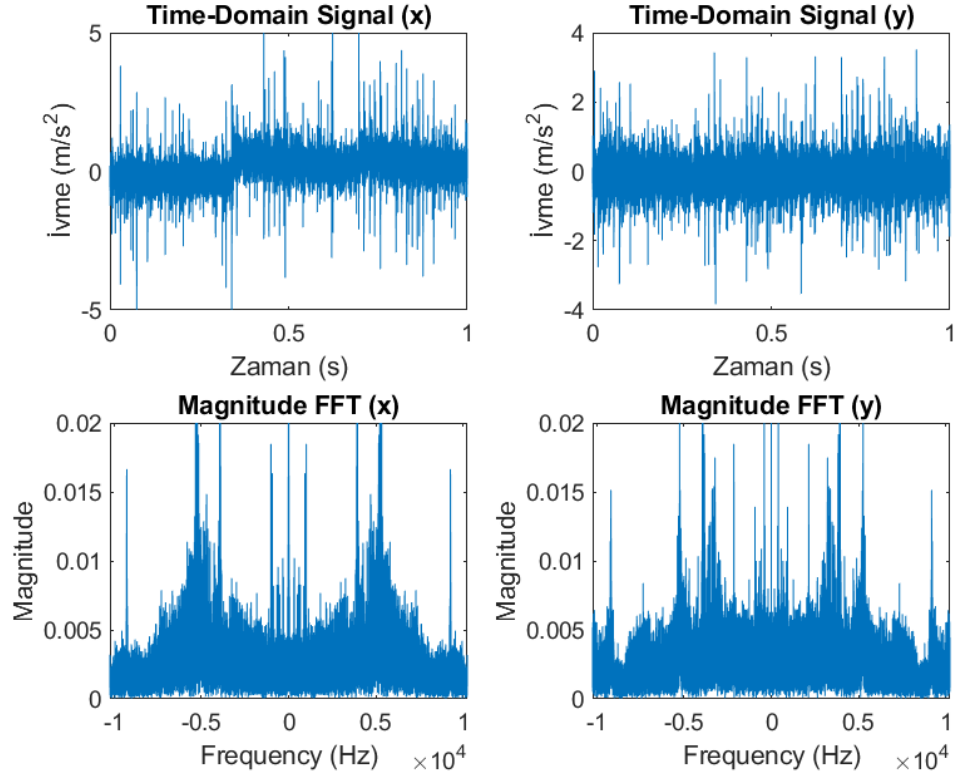 Time-Domain Signal (x)
5
0
-5
İvme (m/s²)
0 0.5 1
Zaman (s)
Time-Domain Signal (y)
4
2
0
-2
-4
İvme (m/s²)
0 0.5 1
Zaman (s)
Magnitude FFT (x)
0.02
0.015
0.01
0.005
0
Magnitude
-1 -0.5 0 0.5 1
Frequency (Hz) ×10⁴
Magnitude FFT (y)
0.02
0.015
0.01
0.005
0
Magnitude
-1 -0.5 0 0.5 1
Frequency (Hz) ×10⁴